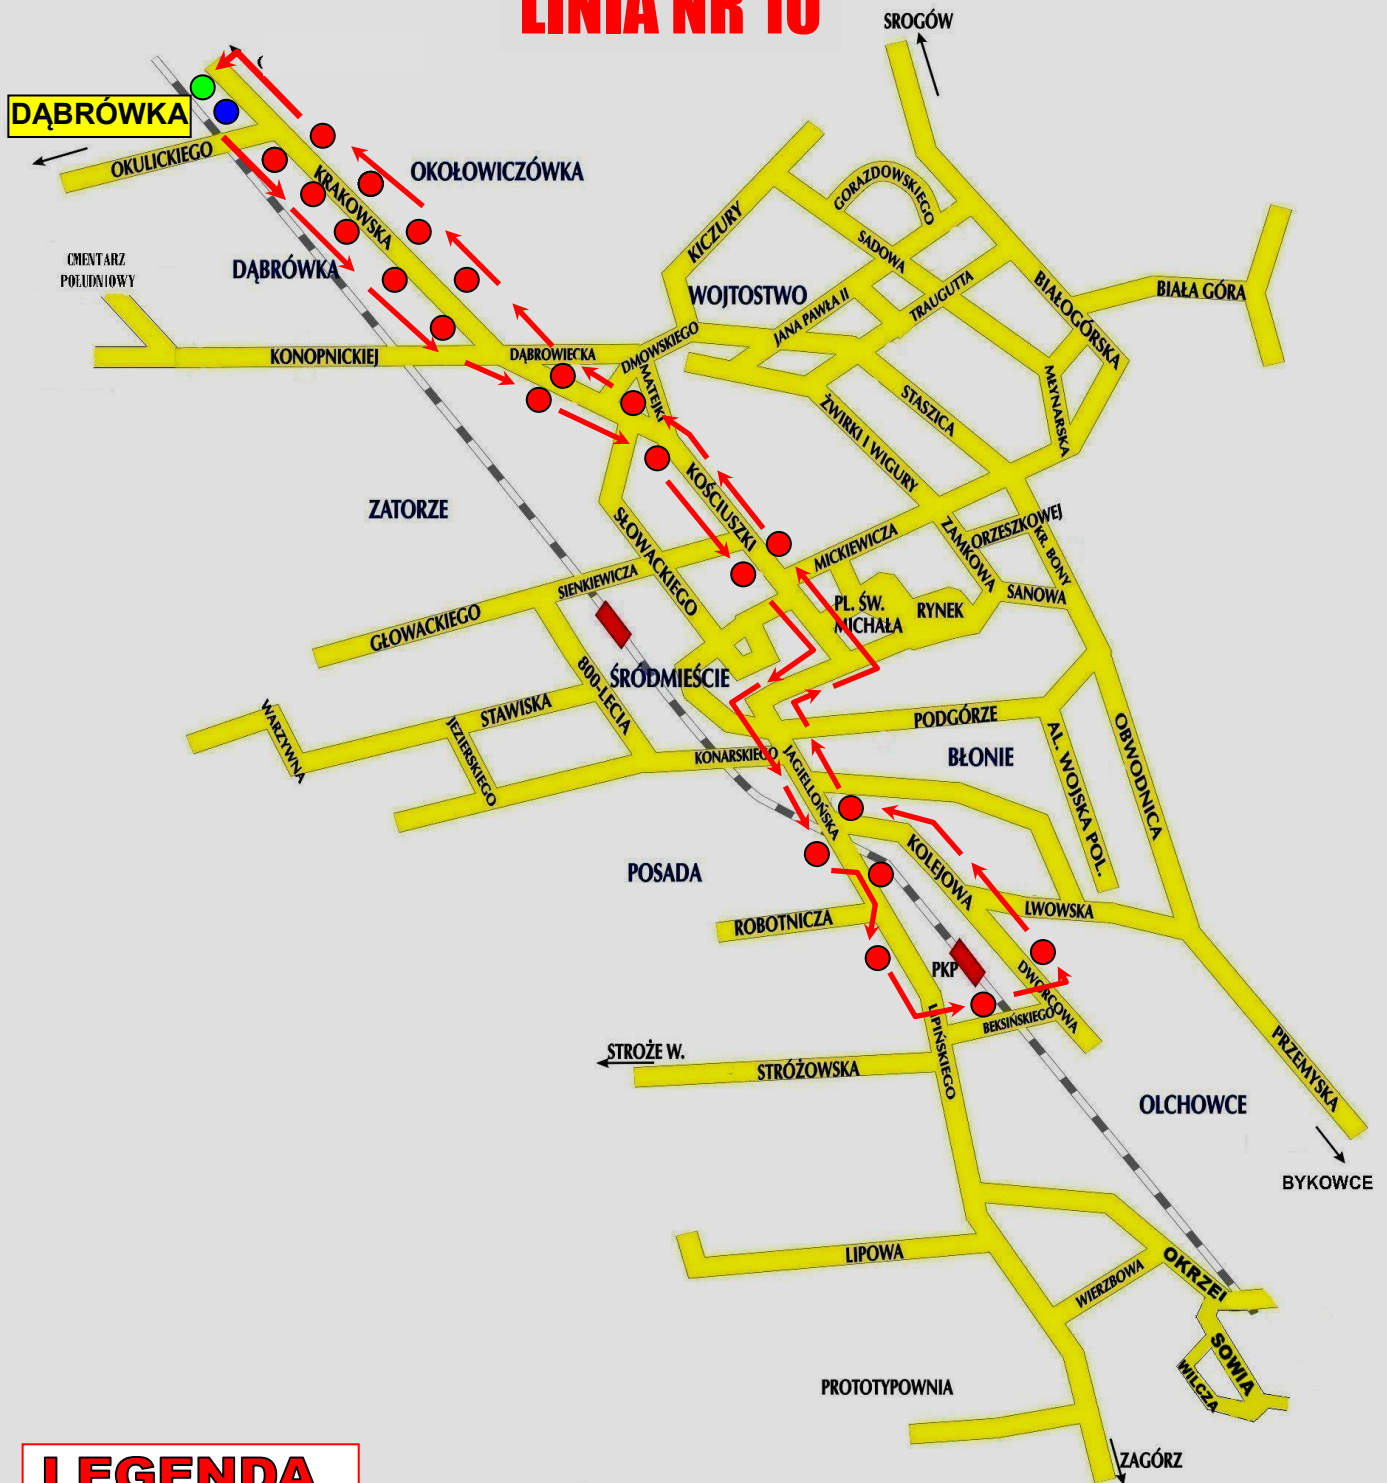 LINIA NR 10
SROGÓW
DĄBRÓWKA
OKULICKIEGO
KRAKOWSKA
OKOŁOWICZÓWKA
GORAZDOWSKIEGO
KICZURY
SADOWA
CMENTARZ
POŁUDNIOWY
DĄBRÓWKA
WOJTOSTWO
JANA PAWŁA II
TRAUGUTTA
BIAŁOGÓRSKA
BIAŁA GÓRA
KONOPNICKIEJ
DĄBROWIECKA
DMOWSKIEGO
MATEJKI
MŁYNARSKA
STASZICA
ŻWIRKI I WIGURY
ZATORZE
KOŚCIUSZKI
SŁOWACKIEGO
MICKIEWICZA
ZAMKOWA
ORZESZKOWEJ
KR. BONY
SIENKIEWICZA
SANOWA
PL. ŚW.
MICHAŁA
RYNEK
GŁOWACKIEGO
800-LECIA
ŚRÓDMIEŚCIE
WARZYWNA
STAWISKA
JEZIERSKIEGO
KONARSKIEGO
JAGIELLOŃSKA
PODGÓRZE
BŁONIE
AL. WOJSKA POL.
OBWODNICA
POSADA
KOLEJOWA
LWOWSKA
ROBOTNICZA
PKP
DWORCOWA
BEKSIŃSKIEGO
LIPIŃSKIEGO
STROŻE W.
STRÓŻOWSKA
PRZEMYSKA
OLCHOWCE
BYKOWCE
LIPOWA
WIERZBOWA
OKRZEI
SOWIA
WILCZA
PROTOTYPOWNIA
ZAGÓRZ
LEGENDA